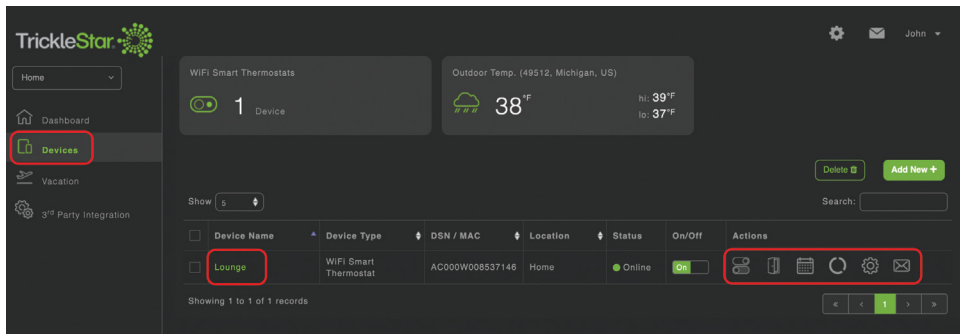 TrickleStar
John
Home
Dashboard
Devices
Vacation
3rd Party Integration
WiFi Smart Thermostats
1 Device
Outdoor Temp. (49512, Michigan, US)
38°F
hi: 39°F
lo: 37°F
Delete
Add New +
Show 5
Search:
Device Name Device Type DSN / MAC Location Status On/Off Actions
Lounge WiFi Smart Thermostat AC000W008537146 Home Online On
Showing 1 to 1 of 1 records
« < 1 > »